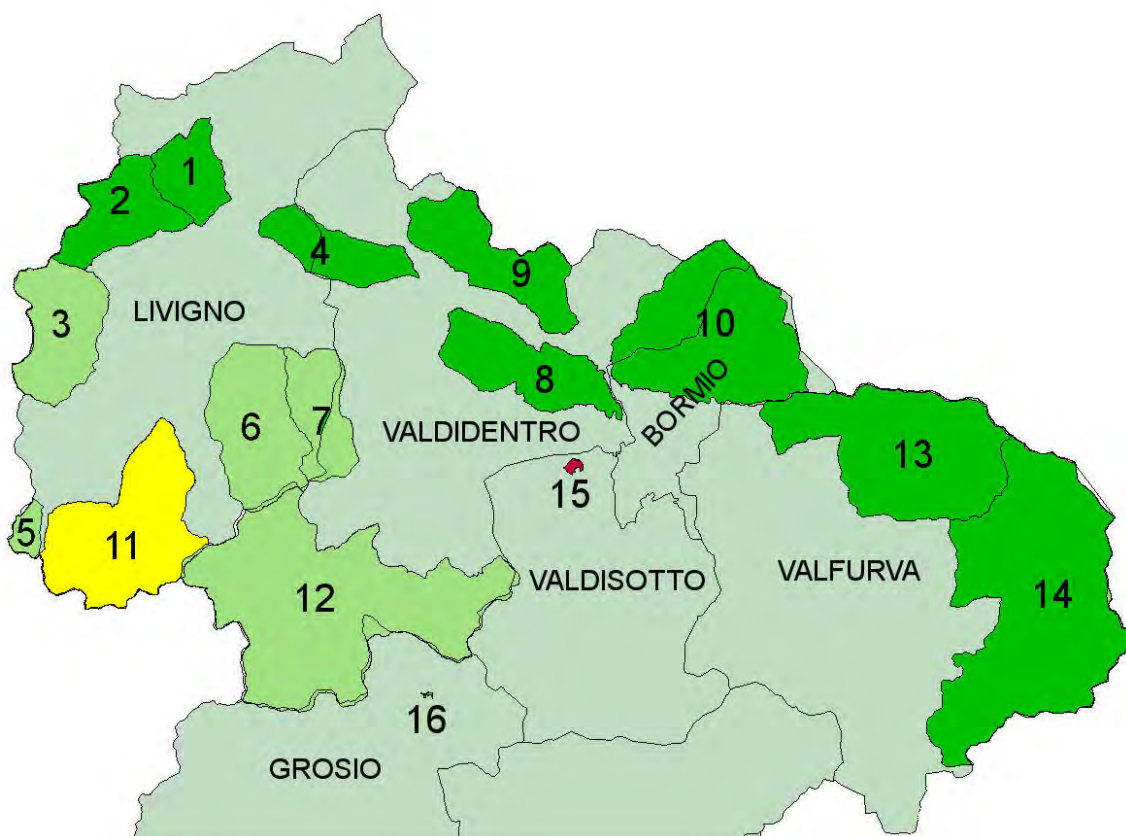 1
2
4
9
3
LIVIGNO
10
8
6
7
VALDIDENTRO
BORMIO
13
15
5
11
VALDISOTTO
VALFURVA
12
14
16
GROSIO